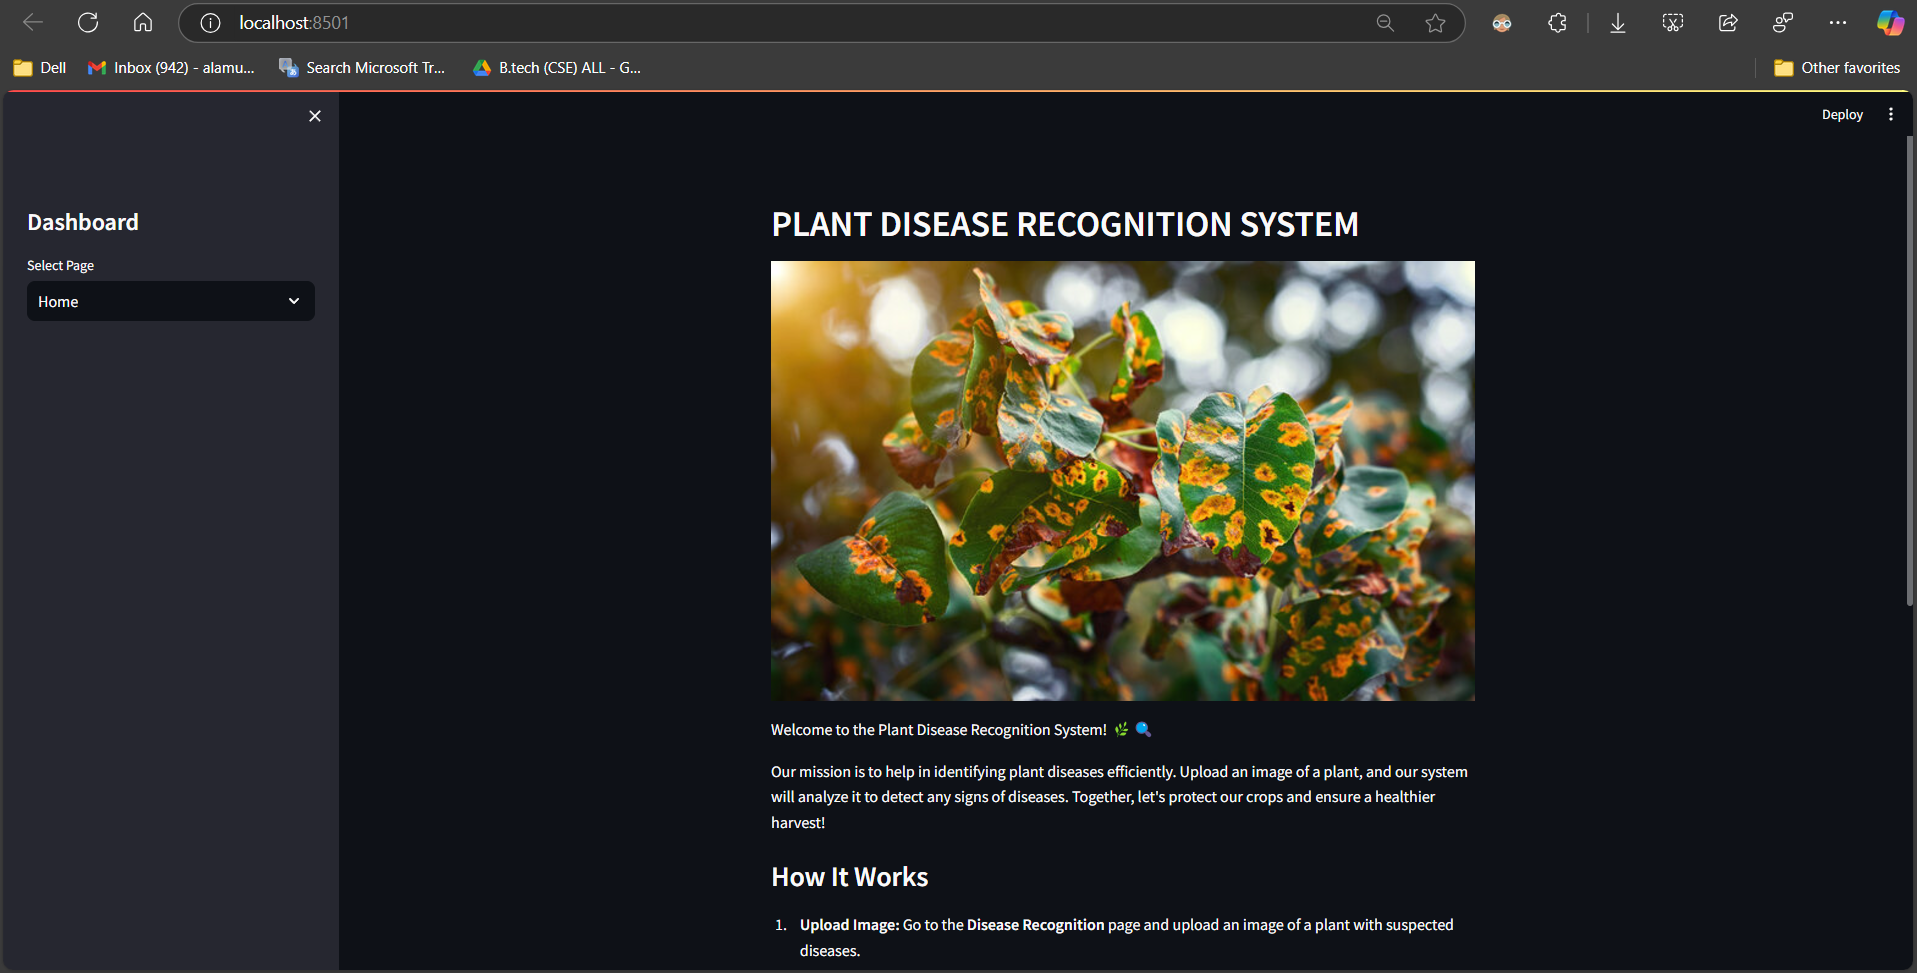 localhost:8501
Dell
Inbox (942) - alamu...
Search Microsoft Tr...
B.tech (CSE) ALL - G...
Other favorites
Deploy
Dashboard
Select Page
Home
PLANT DISEASE RECOGNITION SYSTEM
Welcome to the Plant Disease Recognition System! 🌿 🔍
Our mission is to help in identifying plant diseases efficiently. Upload an image of a plant, and our system
will analyze it to detect any signs of diseases. Together, let's protect our crops and ensure a healthier
harvest!
How It Works
1. Upload Image: Go to the Disease Recognition page and upload an image of a plant with suspected
diseases.